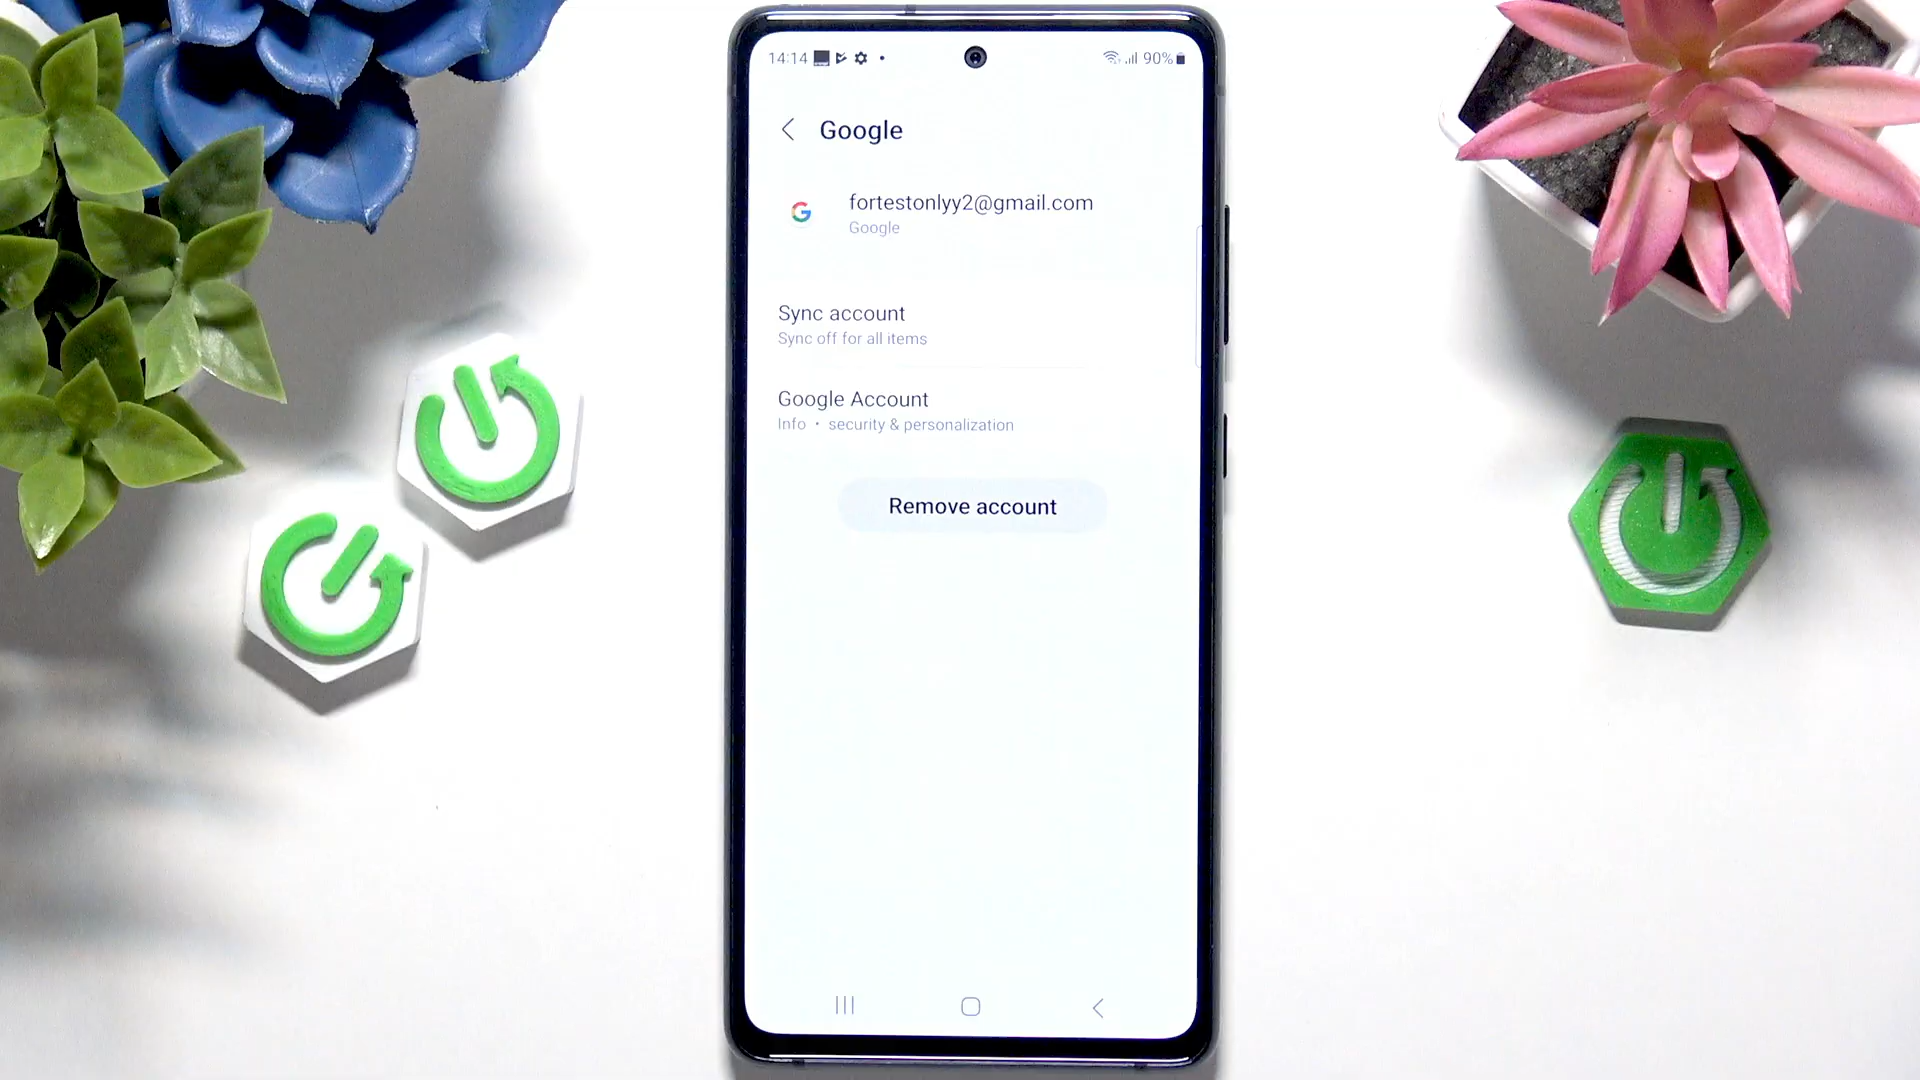 14:14
90%
Google
fortestonlyy2@gmail.com
Google
Sync account
Sync off for all items
Google Account
Info • security & personalization
Remove account